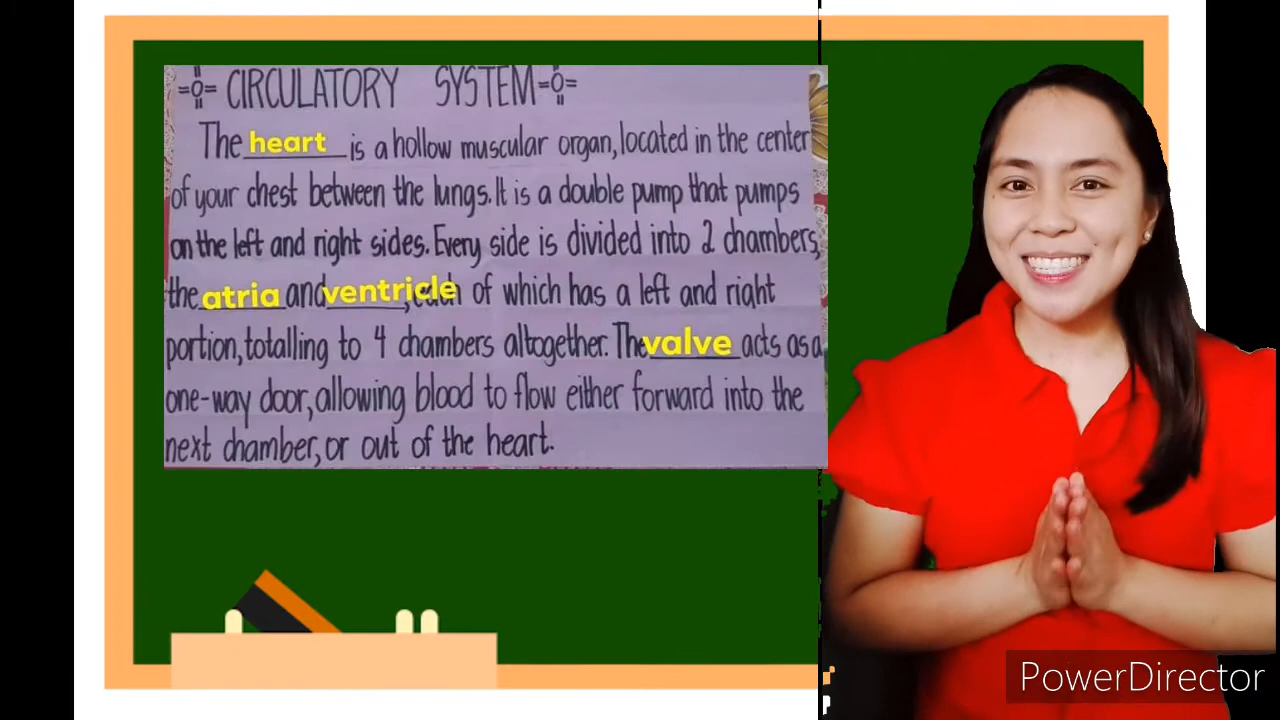 CIRCULATORY SYSTEM
The heart is a hollow muscular organ, located in the center
of your chest between the lungs. It is a double pump that pumps
on the left and right sides. Every side is divided into 2 chambers,
the atria and ventricle, each of which has a left and right
portion, totalling to 4 chambers altogether. The valve acts as a
one-way door, allowing blood to flow either forward into the
next chamber, or out of the heart.
PowerDirector